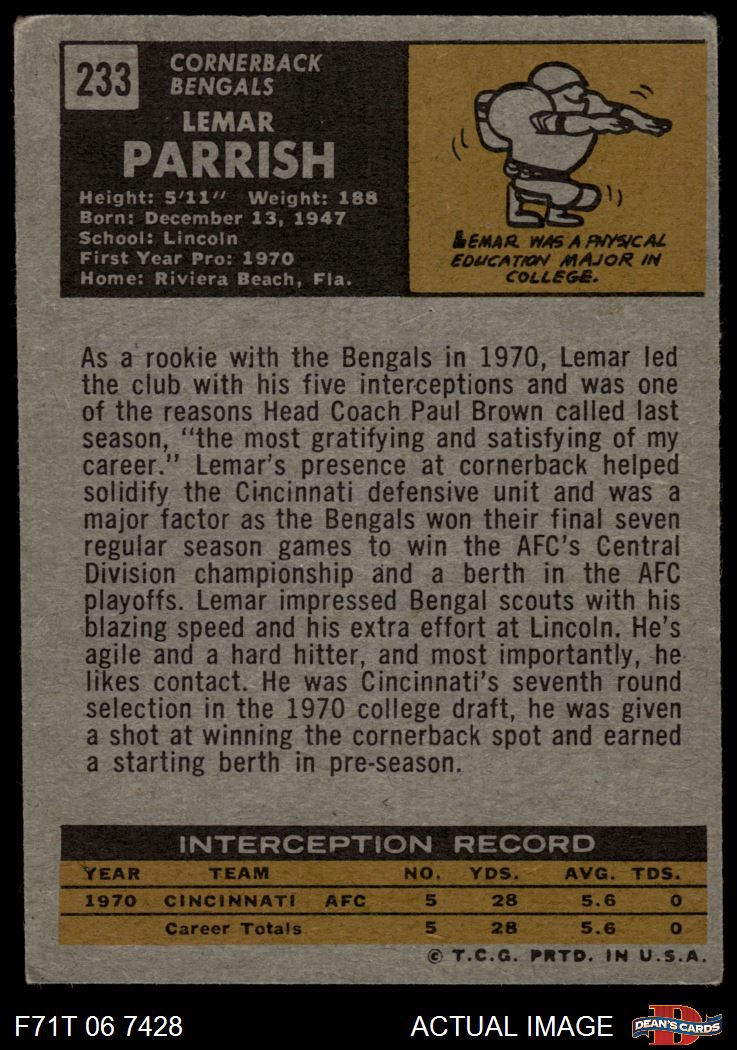 233
CORNERBACK
BENGALS
LEMAR
PARRISH
Height: 5'11" Weight: 188
Born: December 13, 1947
School: Lincoln
First Year Pro: 1970
Home: Riviera Beach, Fla.
LEMAR WAS A PHYSICAL
EDUCATION MAJOR IN
COLLEGE.
As a rookie with the Bengals in 1970, Lemar led
the club with his five interceptions and was one
of the reasons Head Coach Paul Brown called last
season, "the most gratifying and satisfying of my
career." Lemar's presence at cornerback helped
solidify the Cincinnati defensive unit and was a
major factor as the Bengals won their final seven
regular season games to win the AFC's Central
Division championship and a berth in the AFC
playoffs. Lemar impressed Bengal scouts with his
blazing speed and his extra effort at Lincoln. He's
agile and a hard hitter, and most importantly, he
likes contact. He was Cincinnati's seventh round
selection in the 1970 college draft, he was given
a shot at winning the cornerback spot and earned
a starting berth in pre-season.
INTERCEPTION RECORD
YEAR TEAM NO. YDS. AVG. TDS.
1970 CINCINNATI AFC 5 28 5.6 0
Career Totals 5 28 5.6 0
© T.C.G. PRTD. IN U.S.A.
F71T 06 7428 ACTUAL IMAGE D DEAN'S CARDS